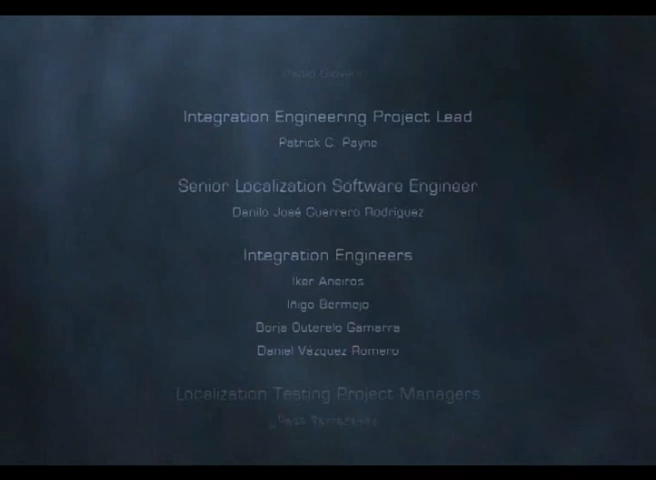 Integration Engineering Project Lead
Patrick C. Payne
Senior Localization Software Engineer
Danilo José Guerrero Rodríguez
Integration Engineers
Iker Aneiros
Iñigo Bermejo
Borja Outerelo Gamarra
Daniel Vázquez Romero
Localization Testing Project Managers